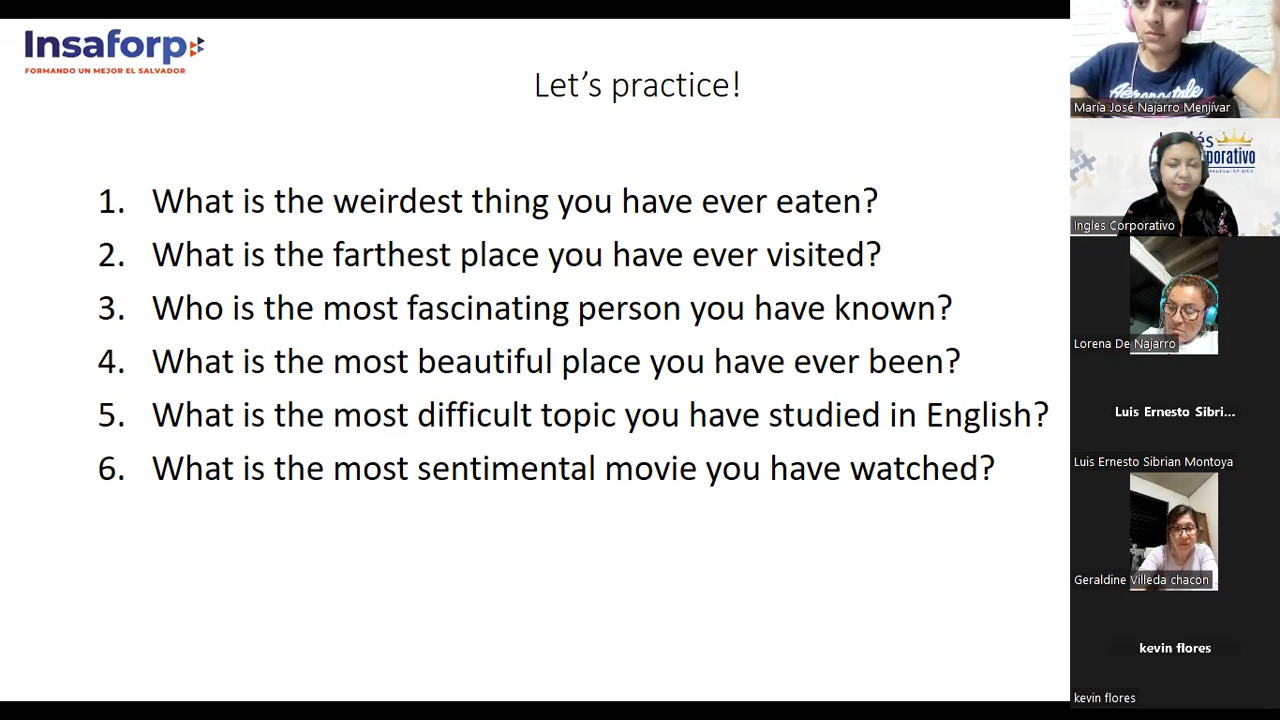 Insaforp
FORMANDO UN MEJOR EL SALVADOR
Let's practice!
1. What is the weirdest thing you have ever eaten?
2. What is the farthest place you have ever visited?
3. Who is the most fascinating person you have known?
4. What is the most beautiful place you have ever been?
5. What is the most difficult topic you have studied in English?
6. What is the most sentimental movie you have watched?
María José Najarro Menjívar
Ingles Corporativo
Lorena De Najarro
Luis Ernesto Sibri...
Luis Ernesto Sibrian Montoya
Geraldine Villeda chacon
kevin flores
kevin flores